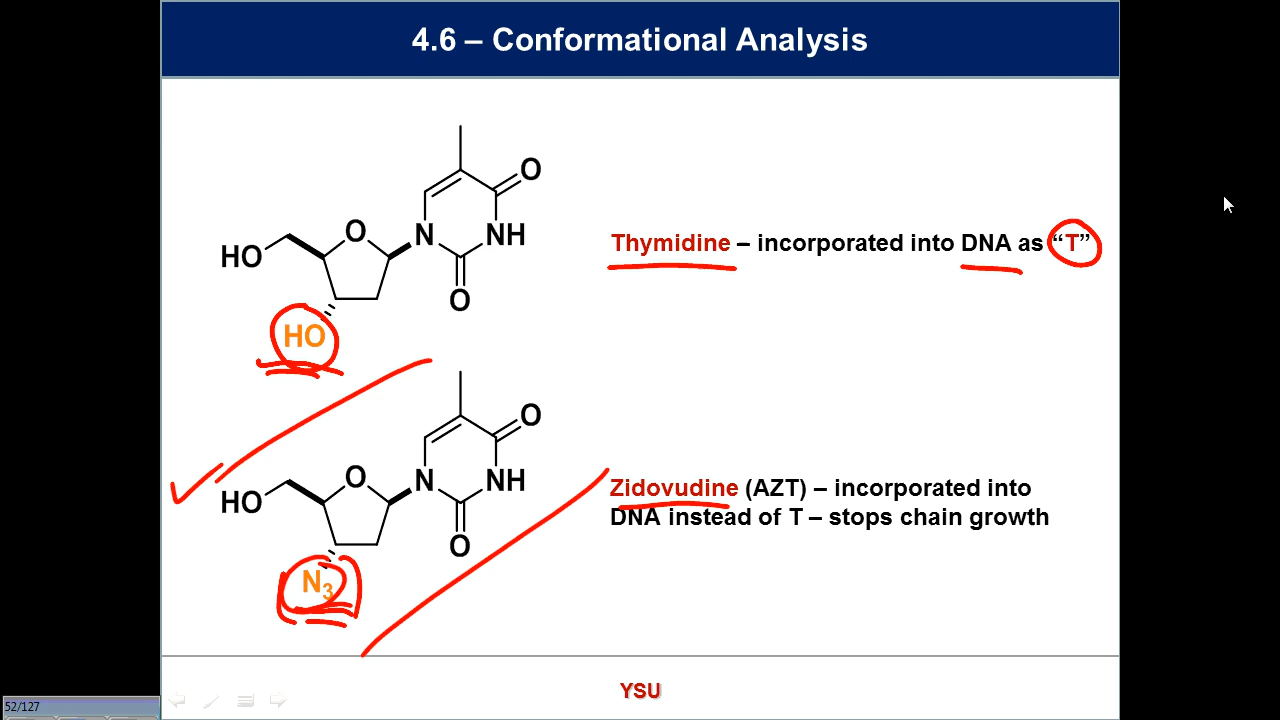 4.6 – Conformational Analysis
O
O
N
NH
HO
O
HO
Thymidine – incorporated into DNA as “T”
O
O
N
NH
HO
O
N3
Zidovudine (AZT) – incorporated into
DNA instead of T – stops chain growth
YSU
52/127